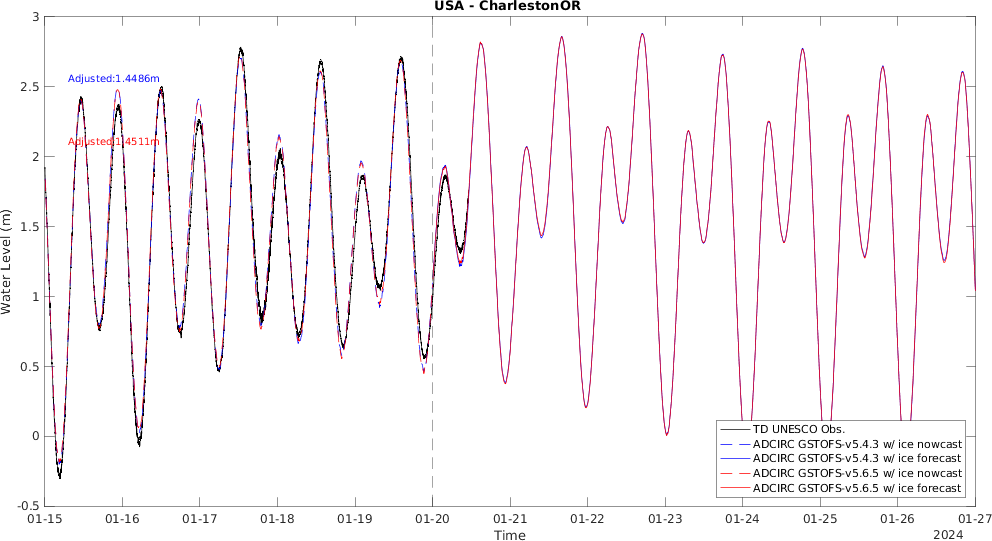 USA - CharlestonOR
3
2.5
2
1.5
1
0.5
0
-0.5
Water Level (m)
Adjusted:1.4486m
Adjusted:1.4511m
TD UNESCO Obs.
ADCIRC GSTOFS-v5.4.3 w/ ice nowcast
ADCIRC GSTOFS-v5.4.3 w/ ice forecast
ADCIRC GSTOFS-v5.6.5 w/ ice nowcast
ADCIRC GSTOFS-v5.6.5 w/ ice forecast
01-15 01-16 01-17 01-18 01-19 01-20 01-21 01-22 01-23 01-24 01-25 01-26 01-27
Time
2024